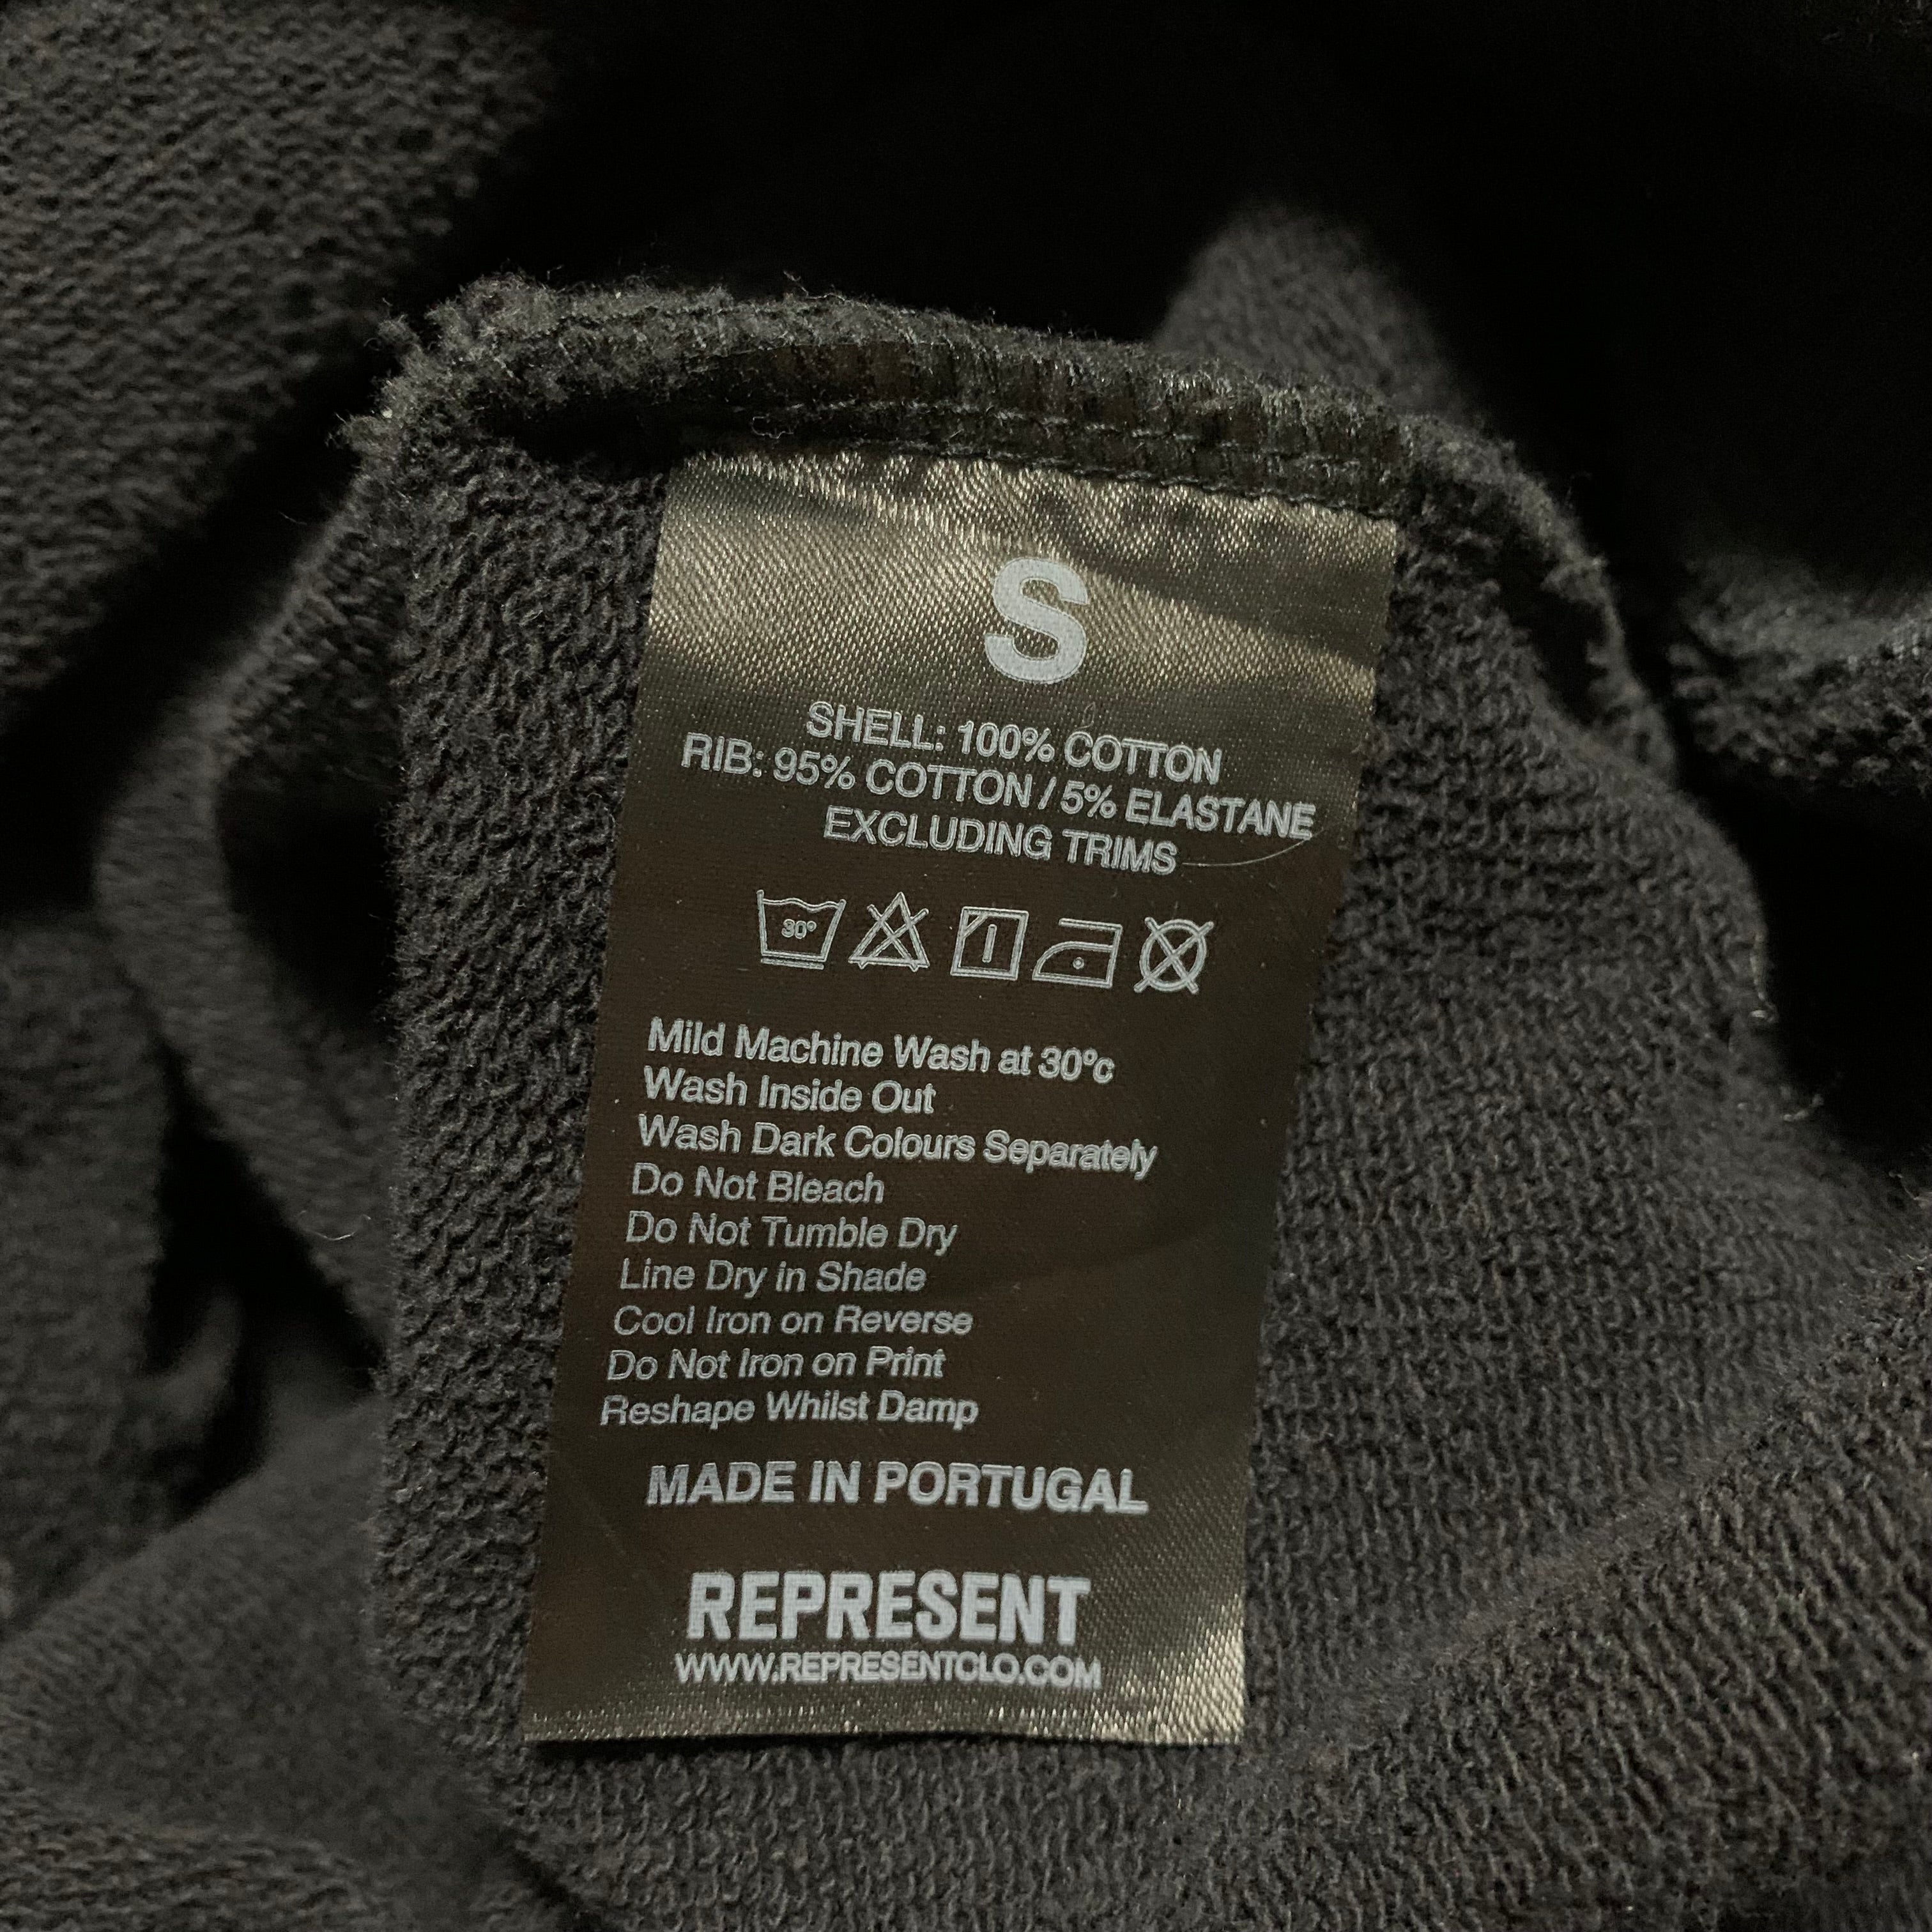 S
SHELL: 100% COTTON
RIB: 95% COTTON / 5% ELASTANE
EXCLUDING TRIMS
30°
Mild Machine Wash at 30ºc
Wash Inside Out
Wash Dark Colours Separately
Do Not Bleach
Do Not Tumble Dry
Line Dry in Shade
Cool Iron on Reverse
Do Not Iron on Print
Reshape Whilst Damp
MADE IN PORTUGAL
REPRESENT
WWW.REPRESENTCLO.COM